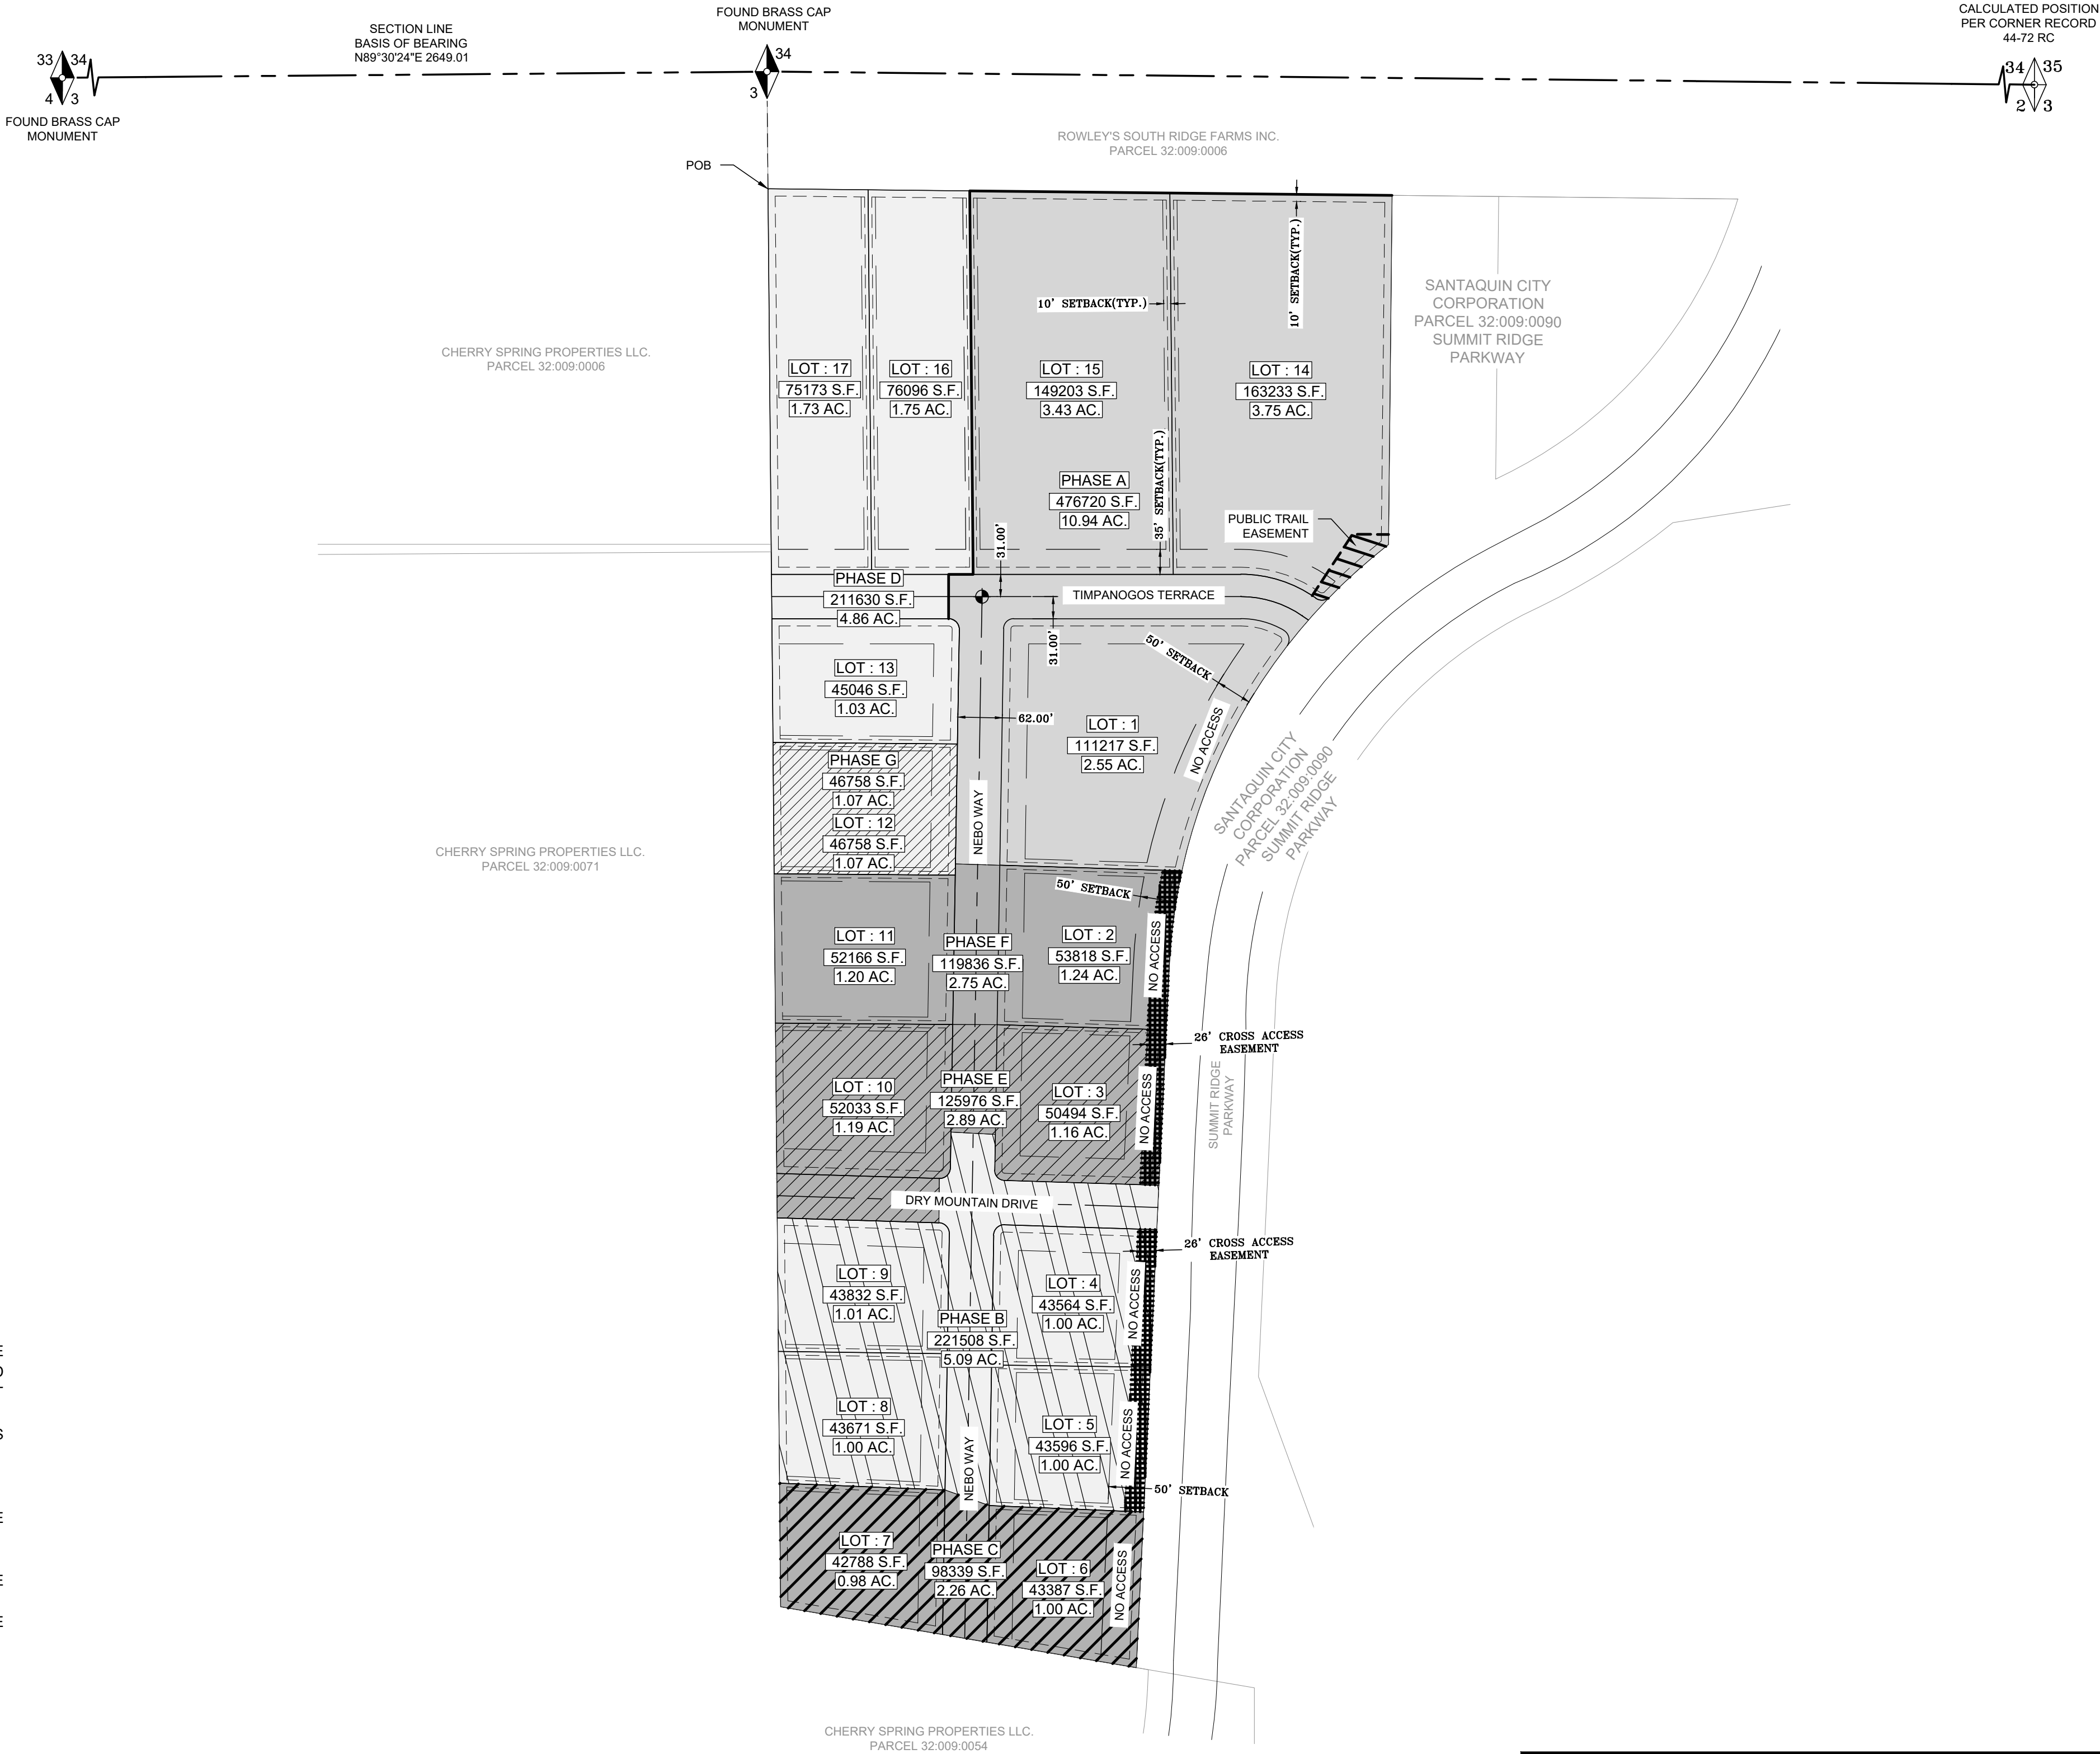 FOUND BRASS CAP
MONUMENT
CALCULATED POSITION
PER CORNER RECORD
44-72 RC
SECTION LINE
BASIS OF BEARING
N89°30'24"E 2649.01
33 34
4 3
34
3
34 35
2 3
FOUND BRASS CAP
MONUMENT
ROWLEY'S SOUTH RIDGE FARMS INC.
PARCEL 32:009:0006
POB
10' SETBACK(TYP.)
10' SETBACK(TYP.)
SANTAQUIN CITY
CORPORATION
PARCEL 32:009:0090
SUMMIT RIDGE
PARKWAY
CHERRY SPRING PROPERTIES LLC.
PARCEL 32:009:0006
LOT : 17
75173 S.F.
1.73 AC.
LOT : 16
76096 S.F.
1.75 AC.
LOT : 15
149203 S.F.
3.43 AC.
LOT : 14
163233 S.F.
3.75 AC.
PHASE A
476720 S.F.
10.94 AC.
35' SETBACK(TYP.)
PUBLIC TRAIL
EASEMENT
31.00'
PHASE D
211630 S.F.
4.86 AC.
TIMPANOGOS TERRACE
31.00'
50' SETBACK
LOT : 13
45046 S.F.
1.03 AC.
62.00'
LOT : 1
111217 S.F.
2.55 AC.
NO ACCESS
PHASE G
46758 S.F.
1.07 AC.
LOT : 12
46758 S.F.
1.07 AC.
NEBO WAY
SANTAQUIN CITY
CORPORATION
PARCEL 32:009:0090
SUMMIT RIDGE
PARKWAY
CHERRY SPRING PROPERTIES LLC.
PARCEL 32:009:0071
50' SETBACK
LOT : 11
52166 S.F.
1.20 AC.
PHASE F
119836 S.F.
2.75 AC.
LOT : 2
53818 S.F.
1.24 AC.
NO ACCESS
26' CROSS ACCESS
EASEMENT
LOT : 10
52033 S.F.
1.19 AC.
PHASE E
125976 S.F.
2.89 AC.
LOT : 3
50494 S.F.
1.16 AC.
NO ACCESS
SUMMIT RIDGE
PARKWAY
DRY MOUNTAIN DRIVE
26' CROSS ACCESS
EASEMENT
LOT : 9
43832 S.F.
1.01 AC.
PHASE B
221508 S.F.
5.09 AC.
LOT : 4
43564 S.F.
1.00 AC.
NO ACCESS
LOT : 8
43671 S.F.
1.00 AC.
NEBO WAY
LOT : 5
43596 S.F.
1.00 AC.
NO ACCESS
50' SETBACK
LOT : 7
42788 S.F.
0.98 AC.
PHASE C
98339 S.F.
2.26 AC.
LOT : 6
43387 S.F.
1.00 AC.
NO ACCESS
CHERRY SPRING PROPERTIES LLC.
PARCEL 32:009:0054